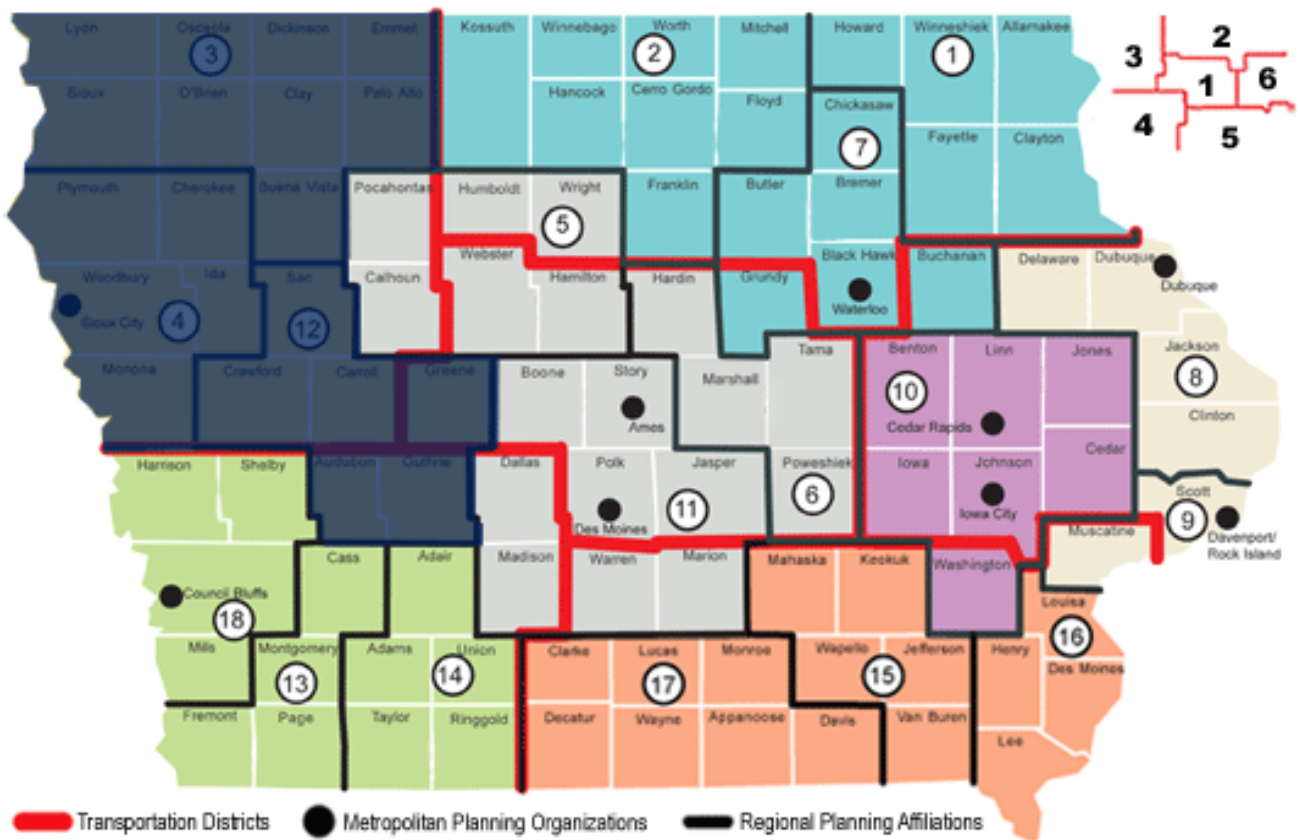 Lyon Osceola Dickinson Emmet Kossuth Winnebago Worth Mitchell Howard Winneshiek Allamakee
3 2 1
2
3
1 6
4 5
Sioux O'Brien Clay Palo Alto Hancock Cerro Gordo Floyd Chickasaw
7
Fayette Clayton
Plymouth Cherokee Buena Vista Pocahontas Humboldt Wright Franklin Butler Bremer
5
Woodbury Ida Sac Calhoun Webster Hamilton Hardin Grundy Black Hawk Buchanan Delaware Dubuque
Sioux City 4 12 Waterloo Dubuque
Monona Crawford Carroll Greene Boone Story Marshall Tama Benton Linn Jones Jackson
10 8
Ames Cedar Rapids Clinton
Harrison Shelby Audubon Guthrie Dallas Polk Jasper Poweshiek Iowa Johnson Cedar
Des Moines 11 6 Iowa City Scott
9
Davenport/
Rock Island
Cass Adair Madison Warren Marion Mahaska Keokuk Washington Muscatine
Council Bluffs
18 Louisa
16
Mills Montgomery Adams Union Clarke Lucas Monroe Wapello Jefferson Henry Des Moines
13 14 17 15
Fremont Page Taylor Ringgold Decatur Wayne Appanoose Davis Van Buren Lee
Transportation Districts Metropolitan Planning Organizations Regional Planning Affiliations